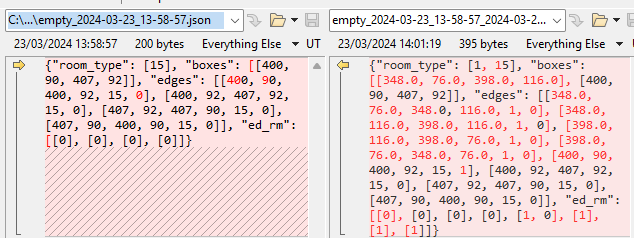 C:\...\empty_2024-03-23_13-58-57.json
23/03/2024 13:58:57 200 bytes Everything Else UT
{"room_type": [15], "boxes": [[400,
90, 407, 92]], "edges": [[400, 90,
400, 92, 15, 0], [400, 92, 407, 92,
15, 0], [407, 92, 407, 90, 15, 0],
[407, 90, 400, 90, 15, 0]], "ed_rm":
[[0], [0], [0], [0]]}
empty_2024-03-23_13-58-57_2024-03-2...
23/03/2024 14:01:19 395 bytes Everything Else
{"room_type": [1, 15], "boxes":
[[348.0, 76.0, 398.0, 116.0], [400,
90, 407, 92]], "edges": [[348.0,
76.0, 348.0, 116.0, 1, 0], [348.0,
116.0, 398.0, 116.0, 1, 0], [398.0,
116.0, 398.0, 76.0, 1, 0], [398.0,
76.0, 348.0, 76.0, 1, 0], [400, 90,
400, 92, 15, 1], [400, 92, 407, 92,
15, 0], [407, 92, 407, 90, 15, 0],
[407, 90, 400, 90, 15, 0]], "ed_rm":
[[0], [0], [0], [0], [1, 0], [1],
[1], [1]]}